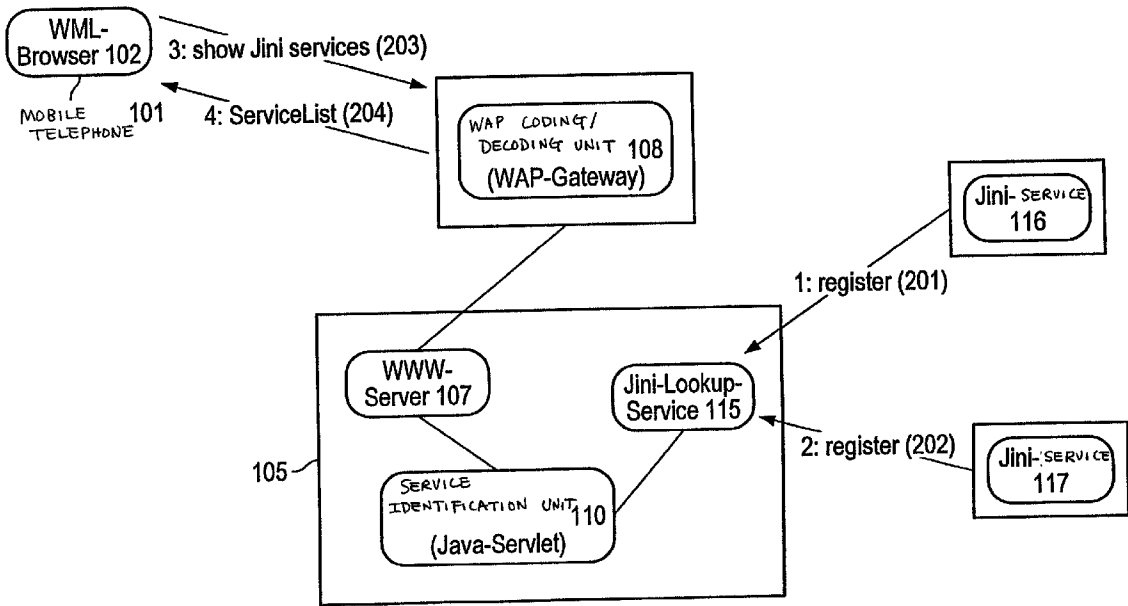 WML-
Browser 102
3: show Jini services (203)
MOBILE 101
TELEPHONE
4: ServiceList (204)
WAP CODING/
DECODING UNIT 108
(WAP-Gateway)
Jini-SERVICE
116
1: register (201)
WWW-
Server 107
Jini-Lookup-
Service 115
2: register (202)
Jini-SERVICE
117
105
SERVICE
IDENTIFICATION UNIT 110
(Java-Servlet)